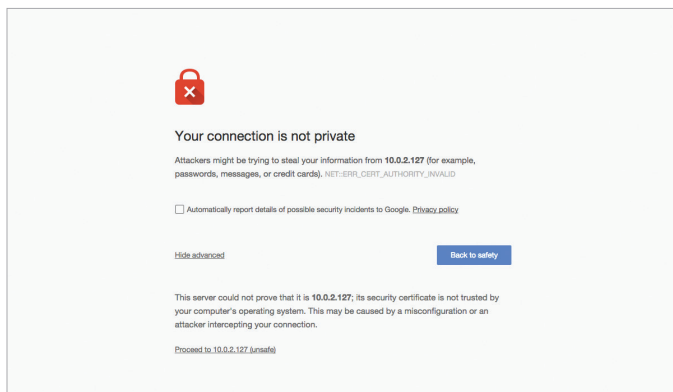 Your connection is not private
Attackers might be trying to steal your information from 10.0.2.127 (for example,
passwords, messages, or credit cards). NET::ERR_CERT_AUTHORITY_INVALID
Automatically report details of possible security incidents to Google. Privacy policy
Hide advanced
Back to safety
This server could not prove that it is 10.0.2.127; its security certificate is not trusted by
your computer's operating system. This may be caused by a misconfiguration or an
attacker intercepting your connection.
Proceed to 10.0.2.127 (unsafe)